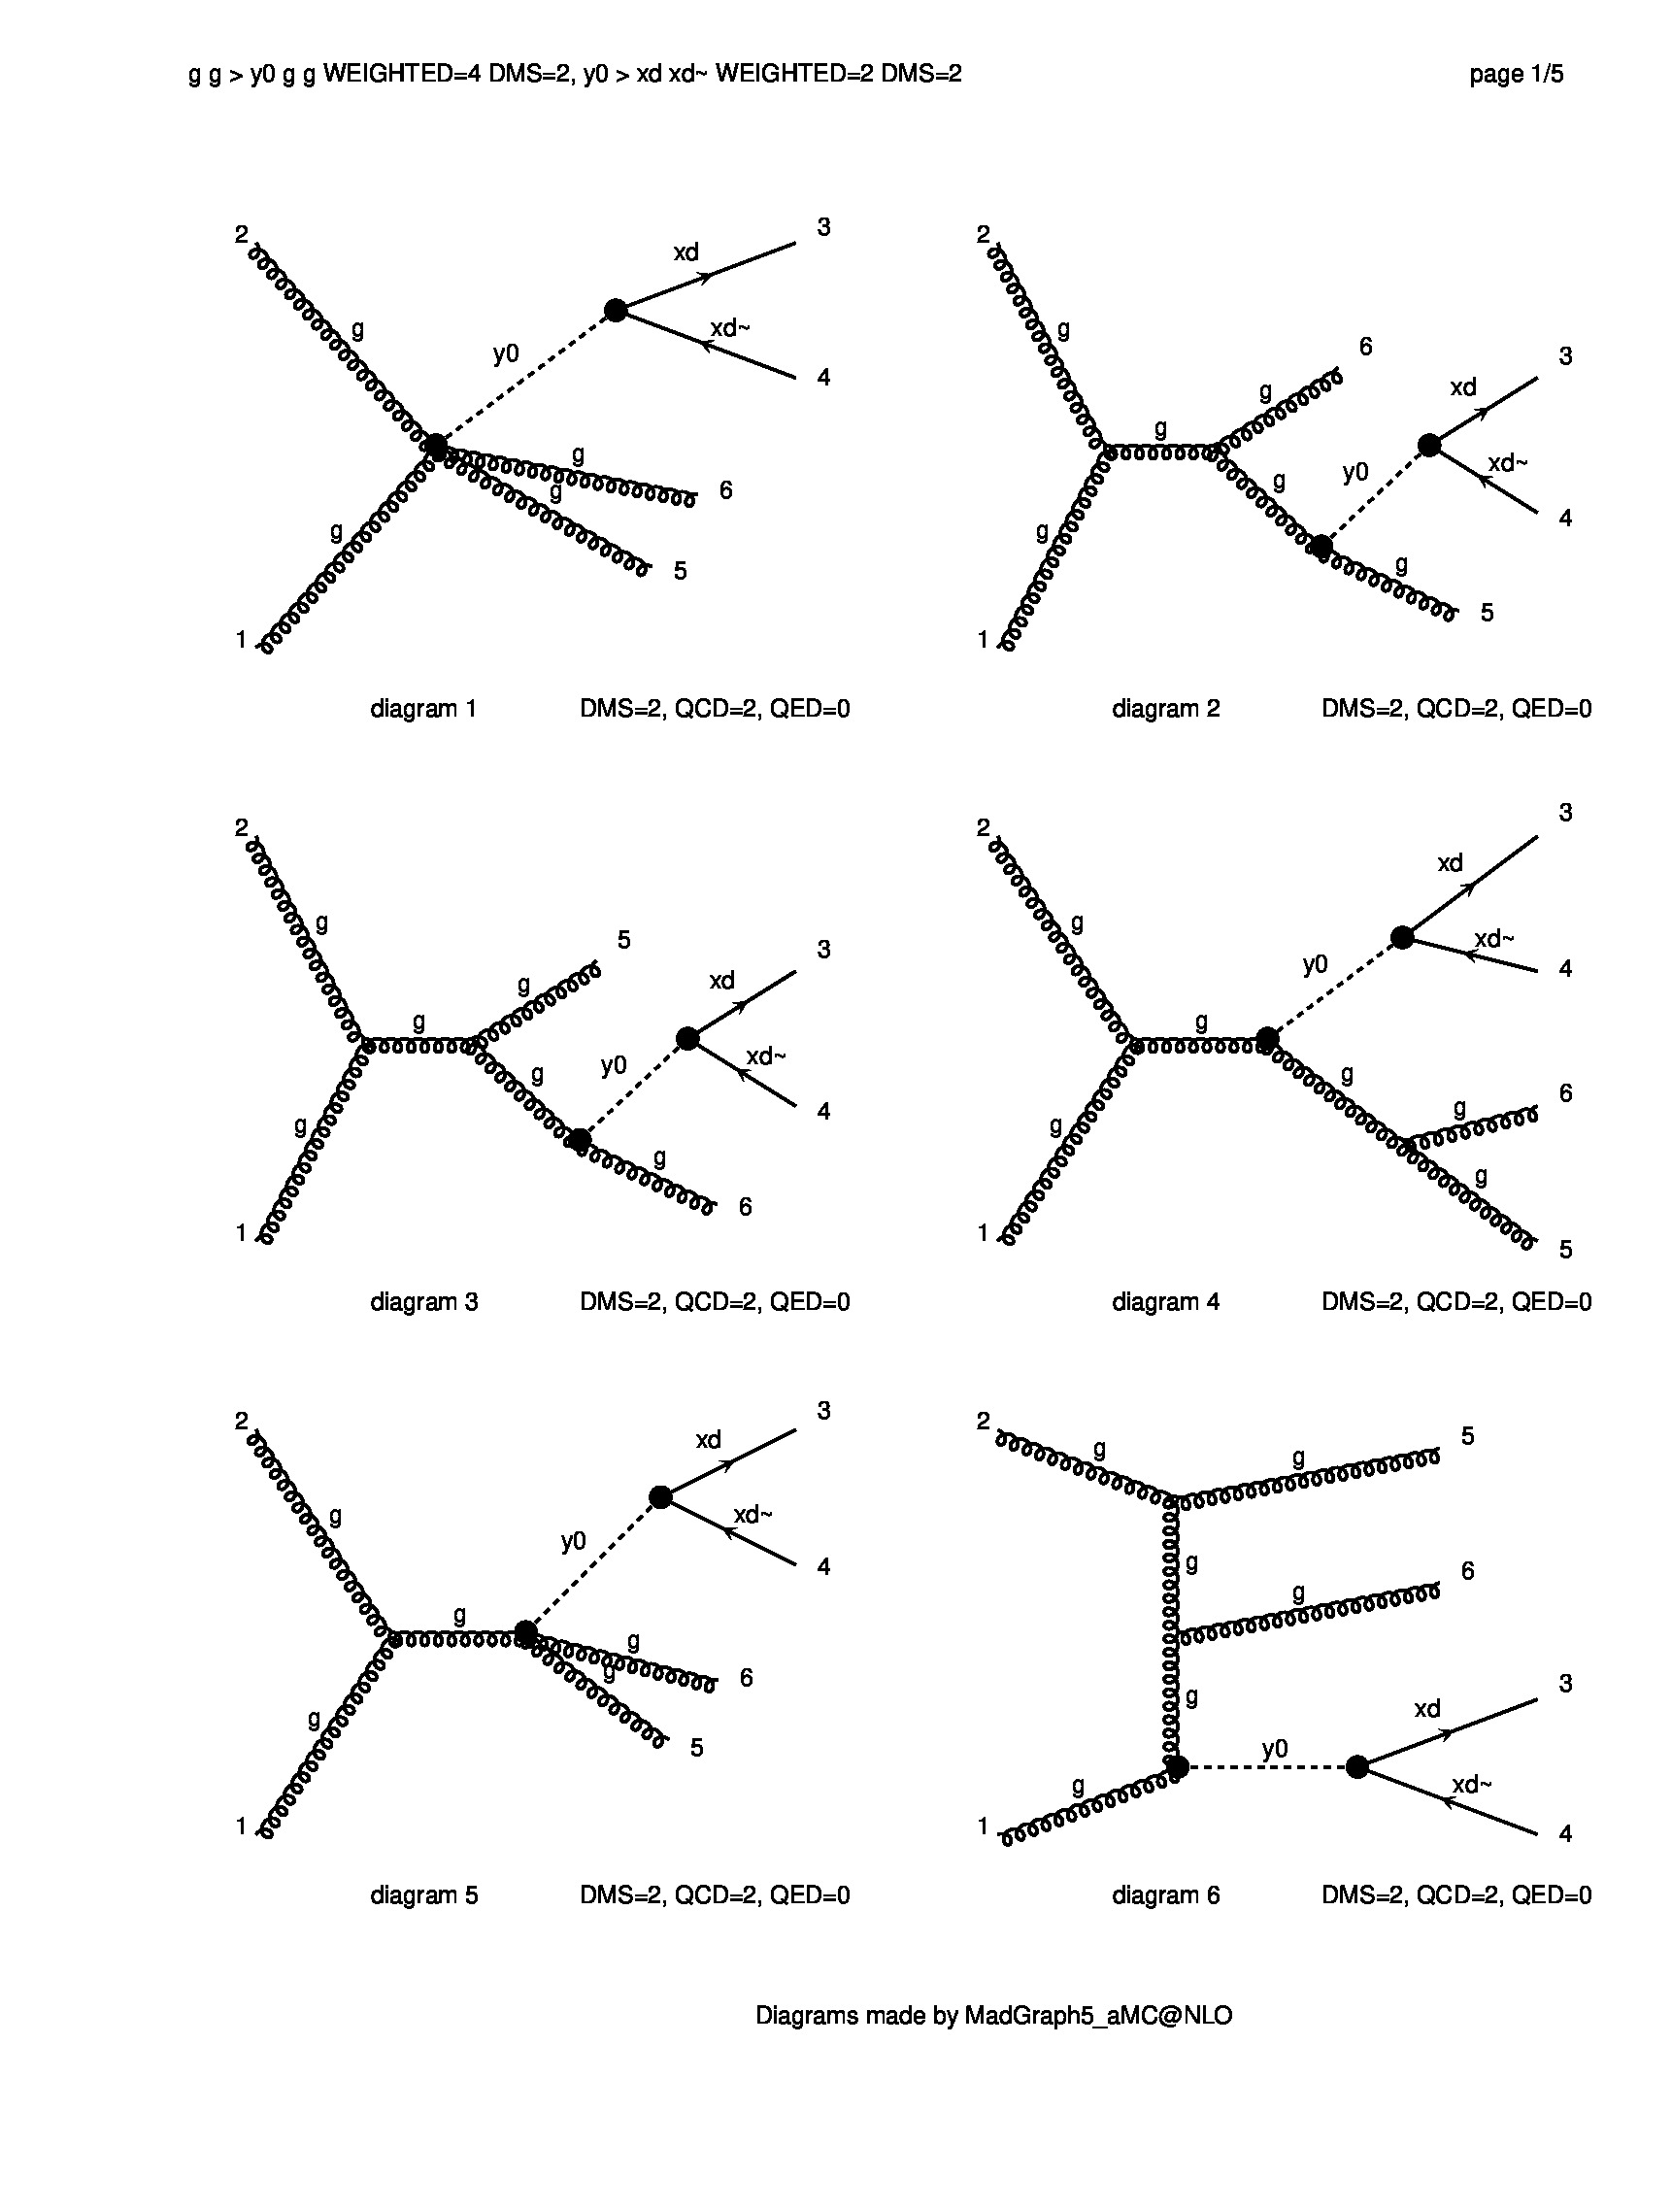 g g > y0 g g WEIGHTED=4 DMS=2, y0 > xd xd~ WEIGHTED=2 DMS=2 page 1/5
2
g
y0
xd
3
xd~
4
g
6
g
5
g
1
diagram 1 DMS=2, QCD=2, QED=0
2
g
g
g
6
xd
3
xd~
4
y0
g
g
5
g
1
diagram 2 DMS=2, QCD=2, QED=0
2
g
g
g
5
xd
3
xd~
4
y0
g
g
6
g
1
diagram 3 DMS=2, QCD=2, QED=0
2
g
g
y0
xd
3
xd~
4
g
g
6
g
5
g
1
diagram 4 DMS=2, QCD=2, QED=0
2
g
g
y0
xd
3
xd~
4
g
6
g
5
g
1
diagram 5 DMS=2, QCD=2, QED=0
2
g
g
5
g
g
6
g
xd
3
y0
xd~
4
g
1
diagram 6 DMS=2, QCD=2, QED=0
Diagrams made by MadGraph5_aMC@NLO